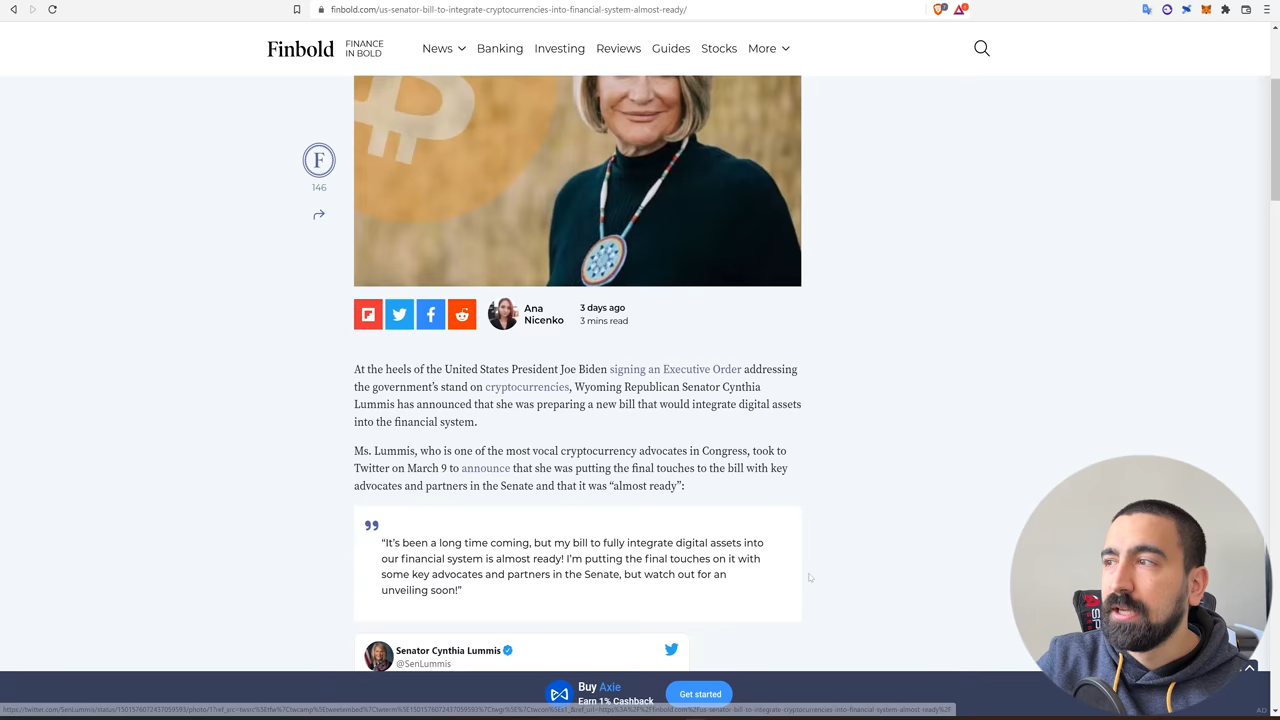 finbold.com/us-senator-bill-to-integrate-cryptocurrencies-into-financial-system-almost-ready/
Finbold
FINANCE
IN BOLD
News Banking Investing Reviews Guides Stocks More
F
146
Ana
Nicenko
3 days ago
3 mins read
At the heels of the United States President Joe Biden signing an Executive Order addressing
the government's stand on cryptocurrencies, Wyoming Republican Senator Cynthia
Lummis has announced that she was preparing a new bill that would integrate digital assets
into the financial system.
Ms. Lummis, who is one of the most vocal cryptocurrency advocates in Congress, took to
Twitter on March 9 to announce that she was putting the final touches to the bill with key
advocates and partners in the Senate and that it was “almost ready”:
“It's been a long time coming, but my bill to fully integrate digital assets into
our financial system is almost ready! I'm putting the final touches on it with
some key advocates and partners in the Senate, but watch out for an
unveiling soon!”
Senator Cynthia Lummis
@SenLummis
Buy Axie
Earn 1% Cashback
Get started
AD